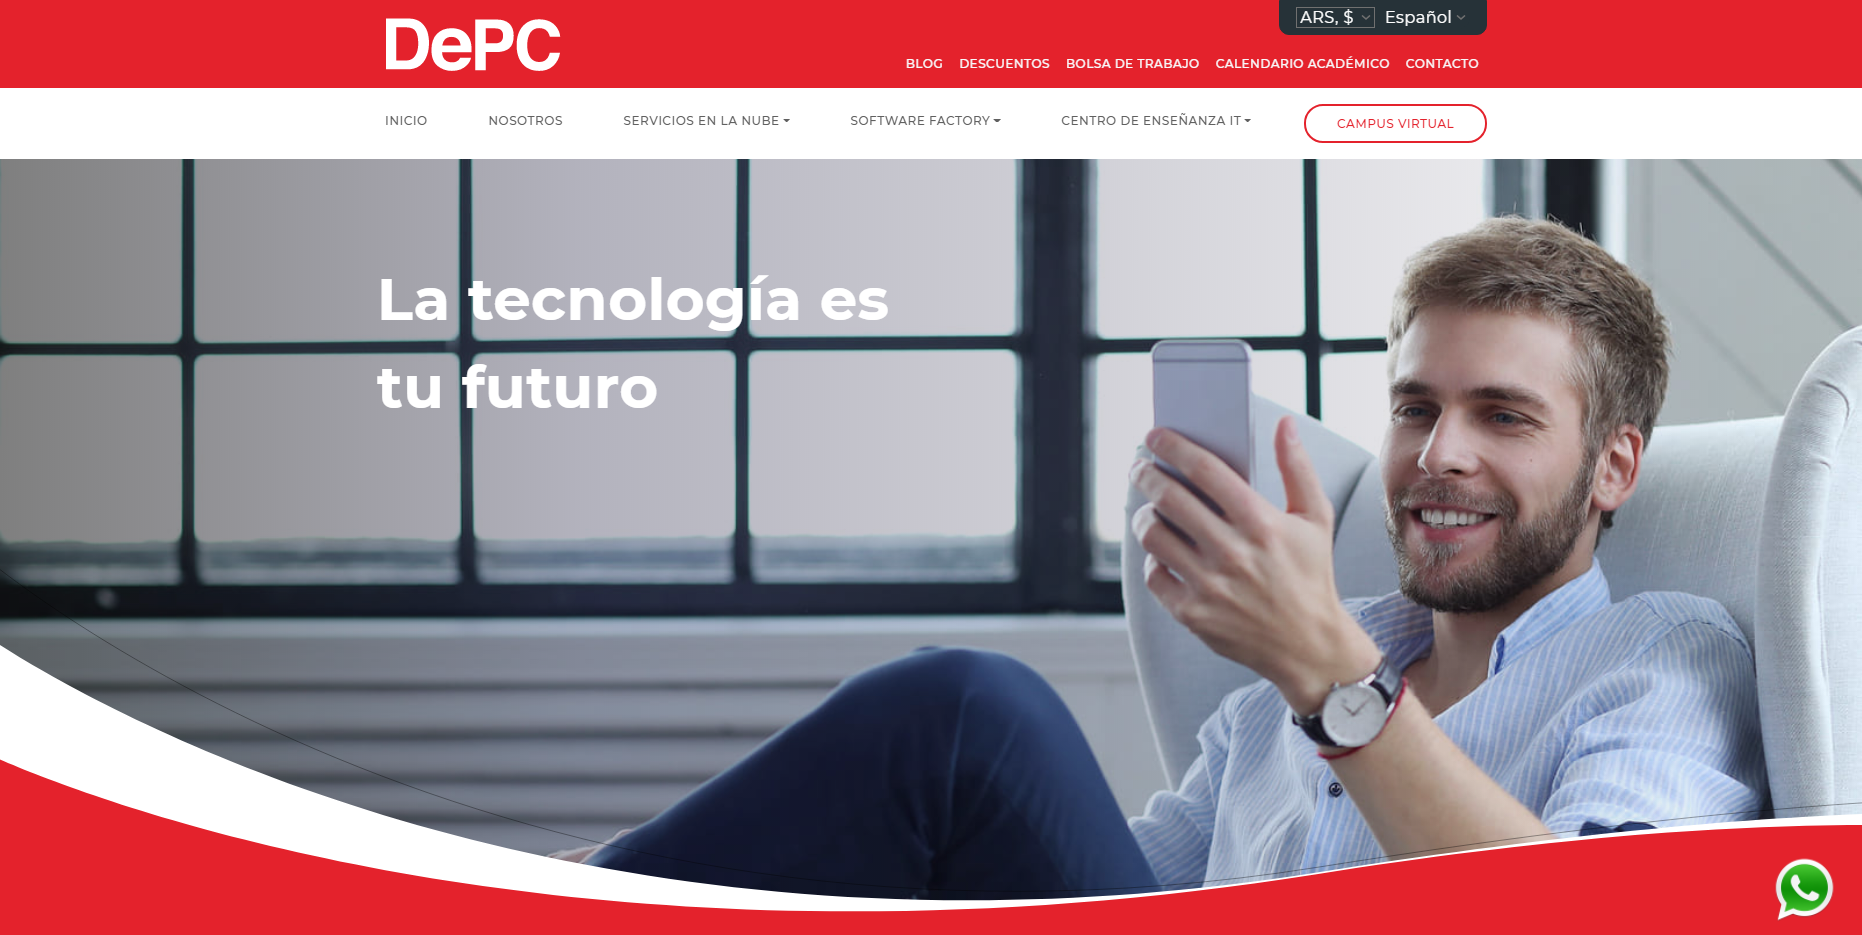 DePC
ARS, $ Español
BLOG DESCUENTOS BOLSA DE TRABAJO CALENDARIO ACADÉMICO CONTACTO
INICIO NOSOTROS SERVICIOS EN LA NUBE SOFTWARE FACTORY CENTRO DE ENSEÑANZA IT CAMPUS VIRTUAL
La tecnología es
tu futuro